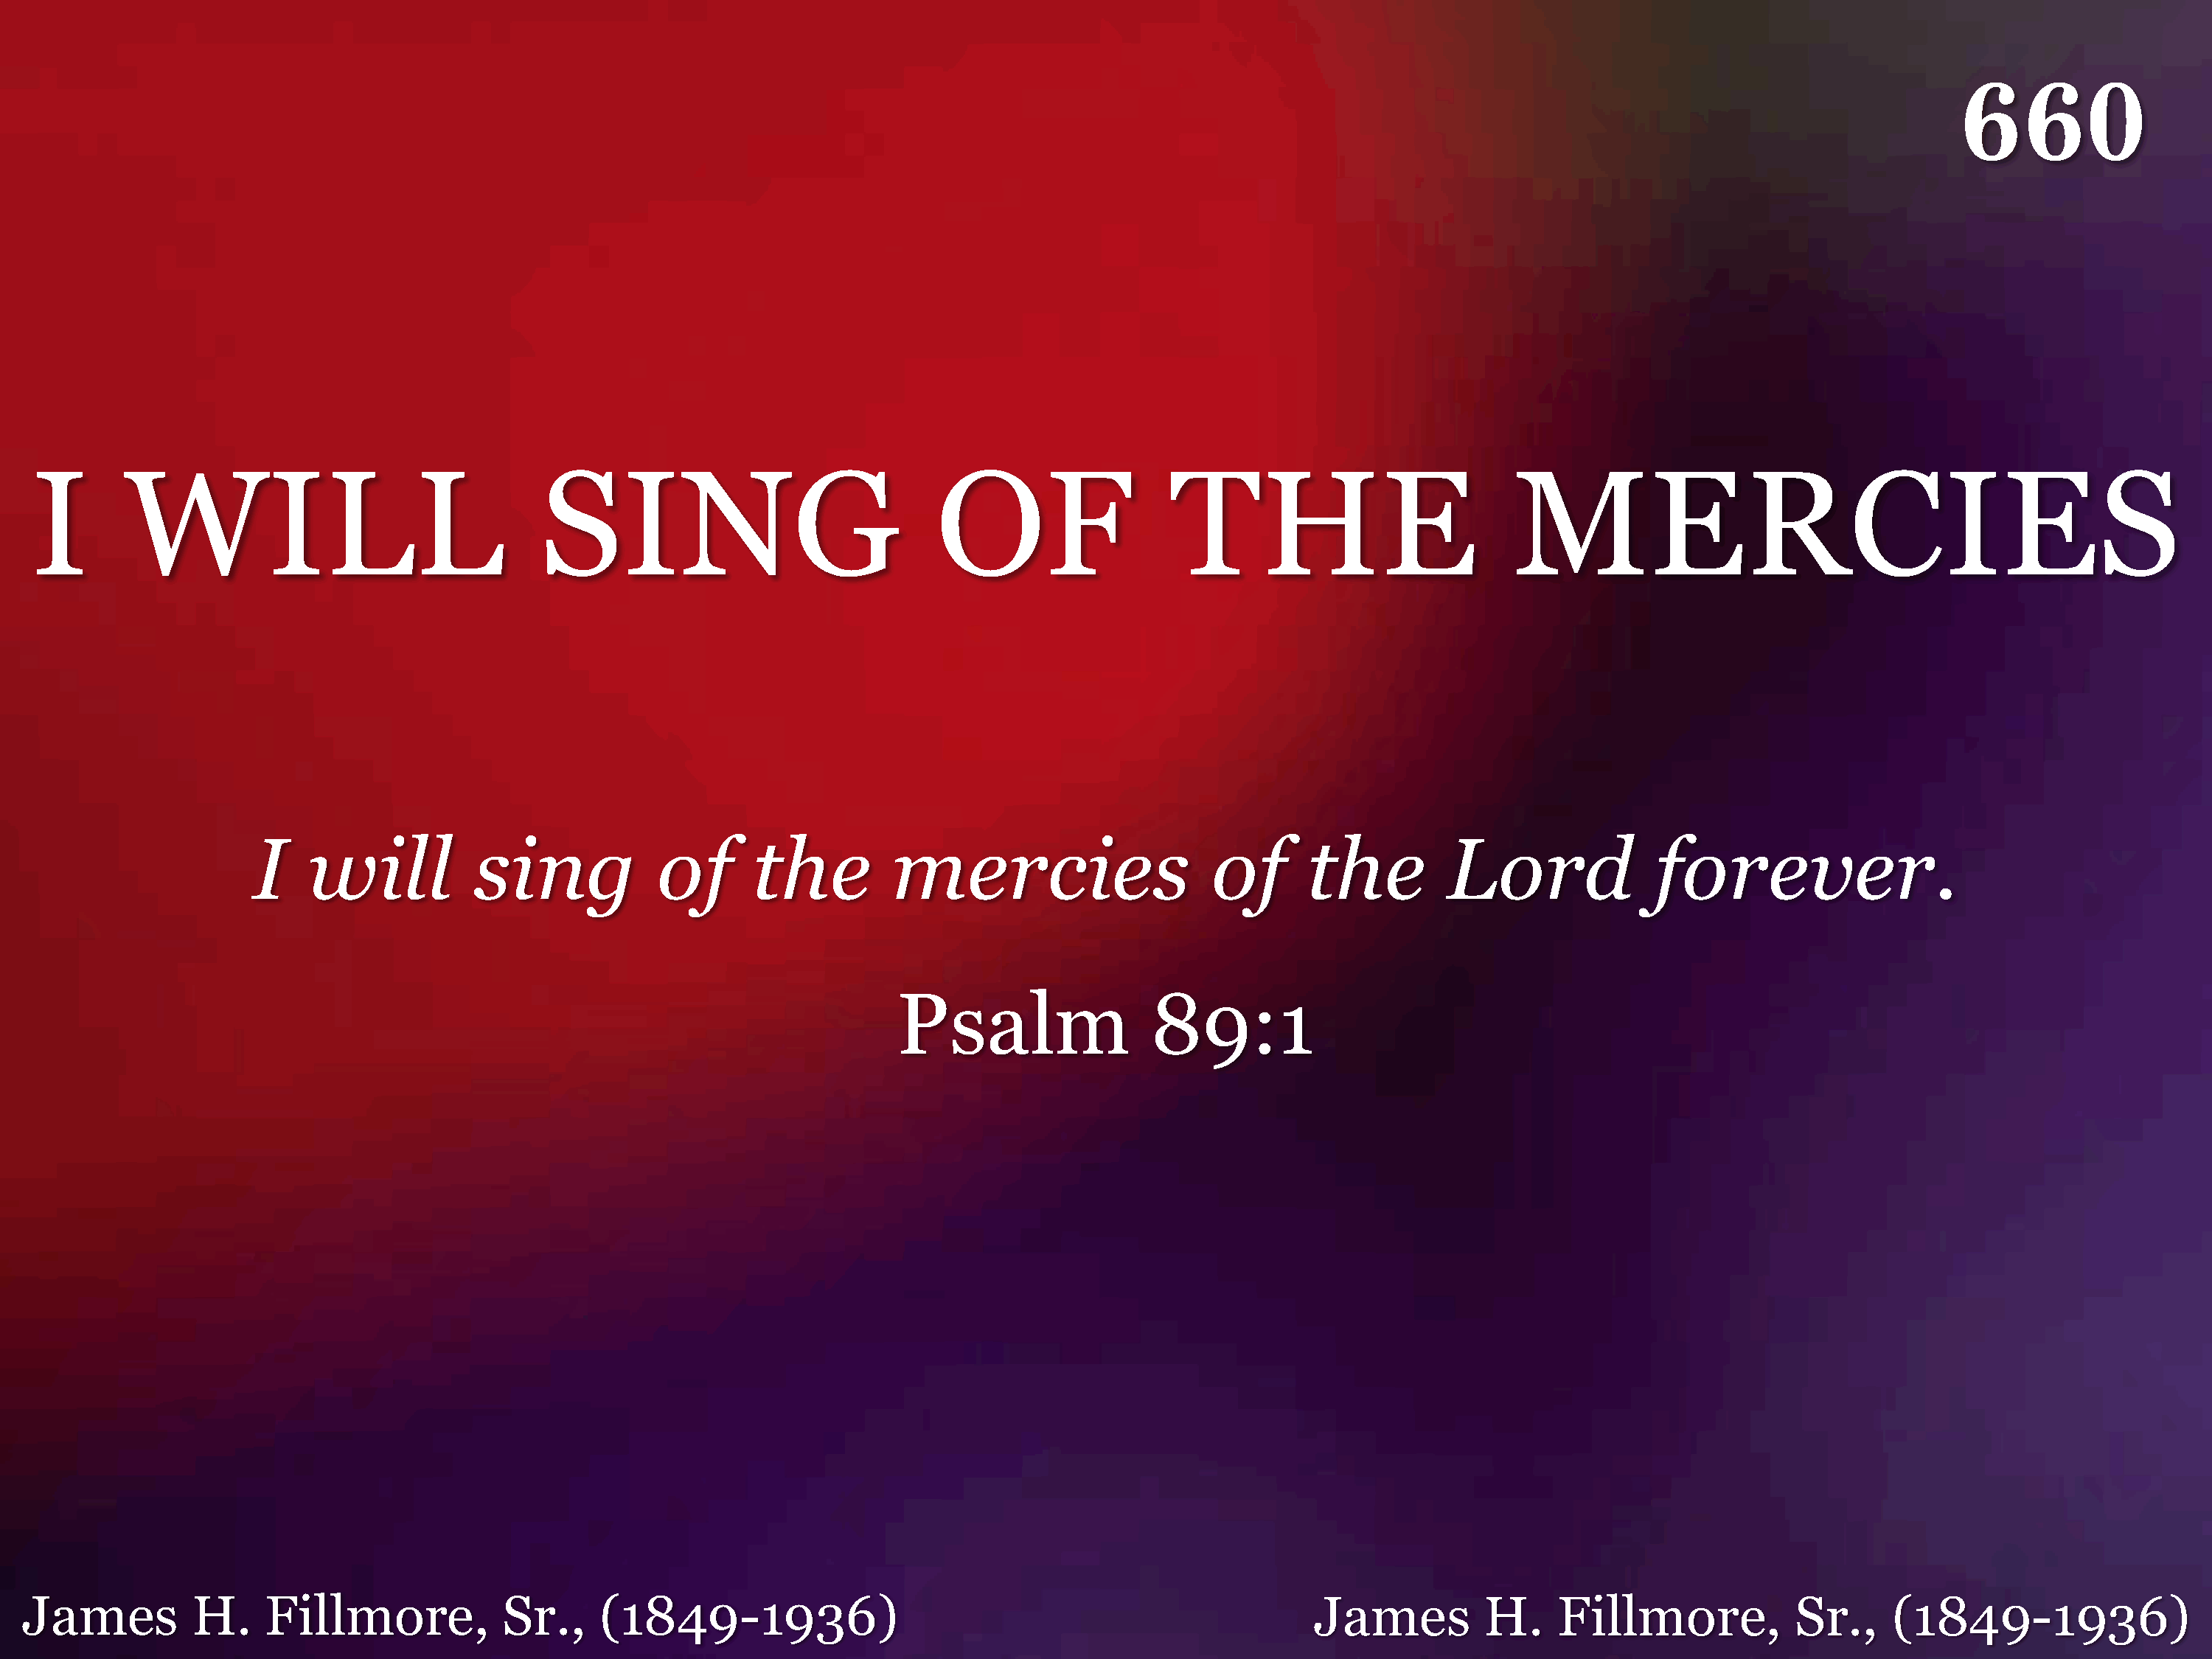 660
I WILL SING OF THE MERCIES
I will sing of the mercies of the Lord forever.
Psalm 89:1
James H. Fillmore, Sr., (1849-1936) James H. Fillmore, Sr., (1849-1936)